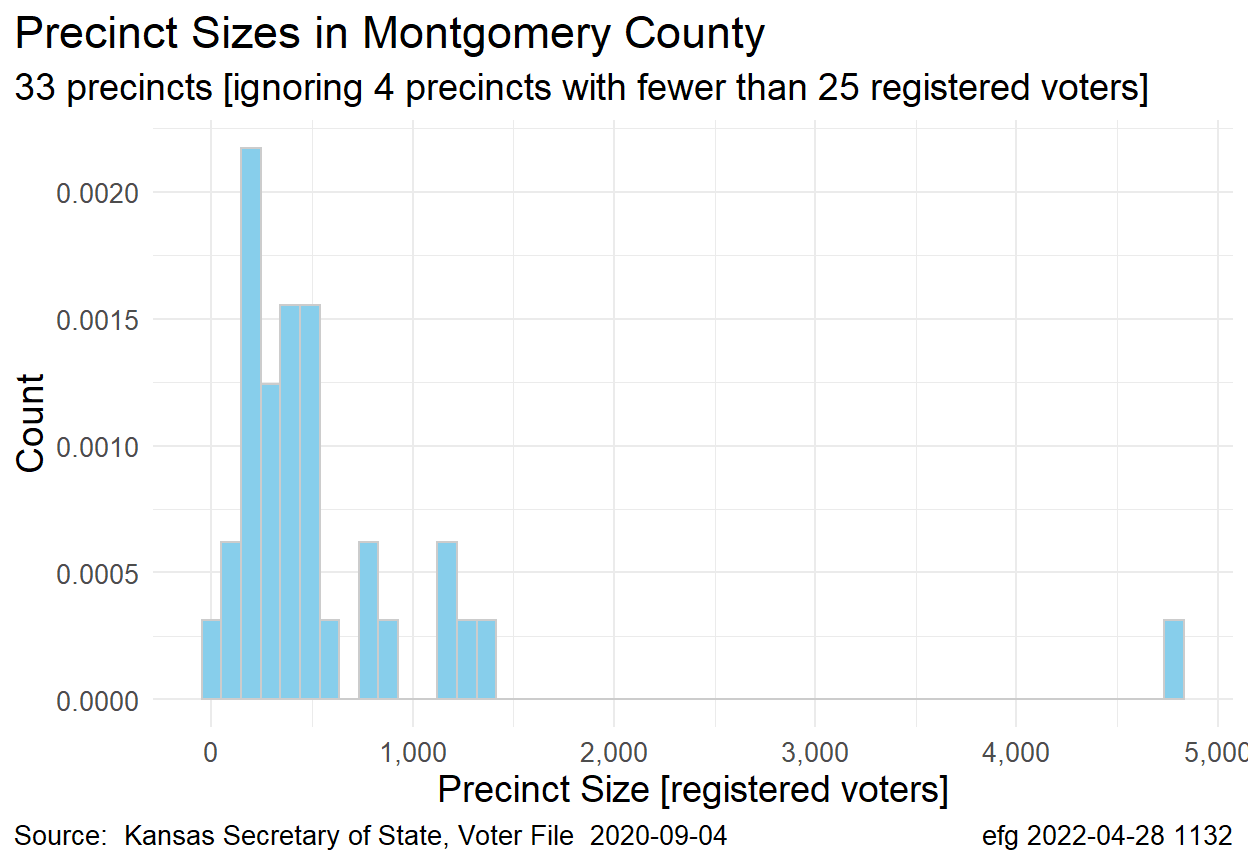 Precinct Sizes in Montgomery County
33 precincts [ignoring 4 precincts with fewer than 25 registered voters]
0.0020
0.0015
0.0010
0.0005
0.0000
Count
0 1,000 2,000 3,000 4,000 5,000
Precinct Size [registered voters]
Source:  Kansas Secretary of State, Voter File  2020-09-04 efg 2022-04-28 1132